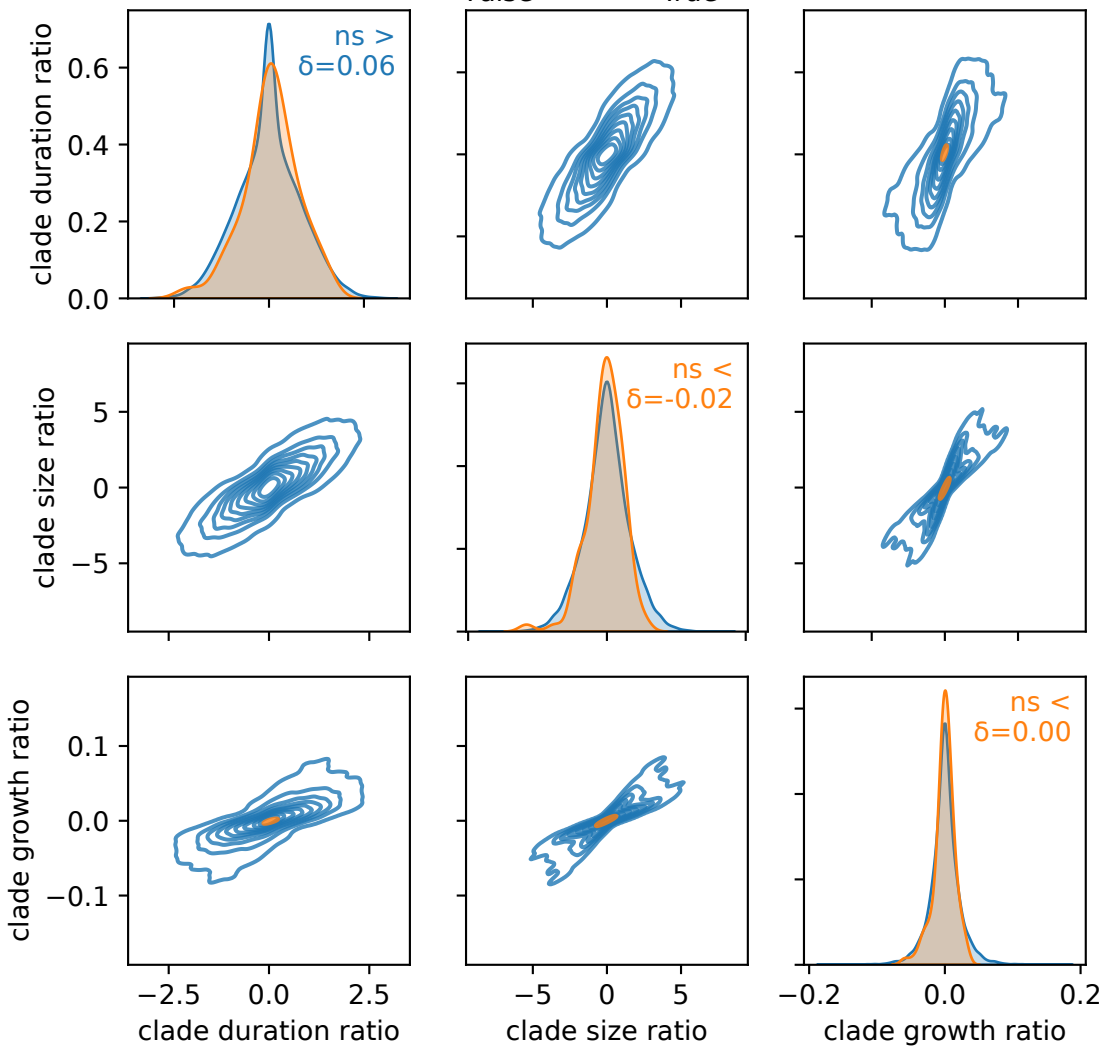 clade duration ratio
0.6
0.4
0.2
0.0
ns >
δ=0.06
clade size ratio
5
0
−5
ns <
δ=-0.02
clade growth ratio
0.1
0.0
−0.1
ns <
δ=0.00
−2.5 0.0 2.5
−5 0 5
−0.2 0.0 0.2
clade duration ratio
clade size ratio
clade growth ratio